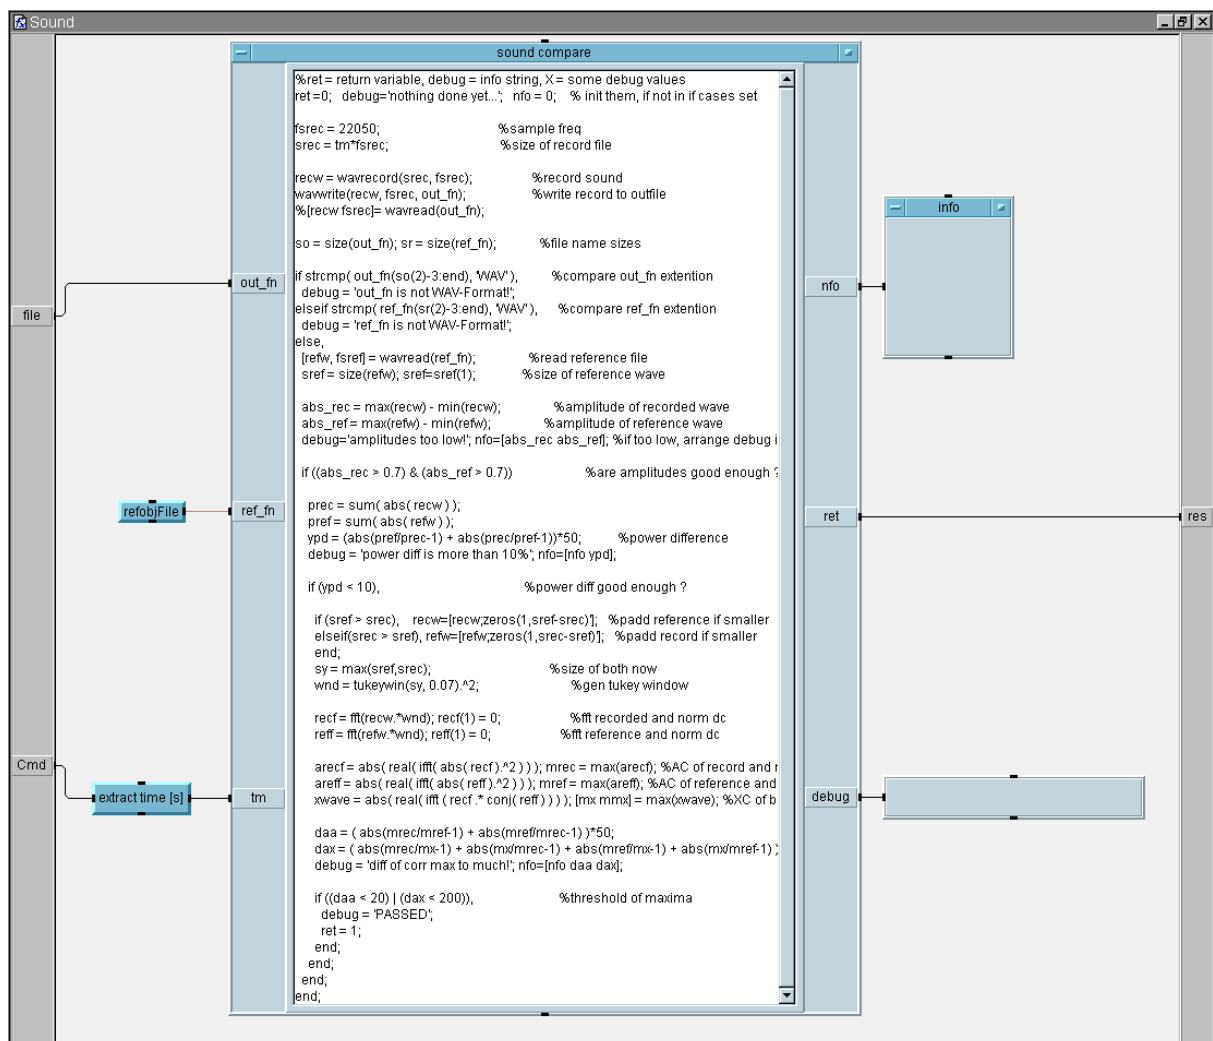 Sound
sound compare
%ret = return variable, debug = info string, X = some debug values
ret =0; debug='nothing done yet...'; nfo = 0; % init them, if not in if cases set
fsrec = 22050; %sample freq
srec = tm*fsrec; %size of record file
recw = wavrecord(srec, fsrec); %record sound
wavwrite(recw, fsrec, out_fn); %write record to outfile
%[recw fsrec]= wavread(out_fn);
so = size(out_fn); sr = size(ref_fn); %file name sizes
if strcmp( out_fn(so(2)-3:end), 'WAV' ), %compare out_fn extention
debug = 'out_fn is not WAV-Format!';
elseif strcmp( ref_fn(sr(2)-3:end), 'WAV' ), %compare ref_fn extention
debug = 'ref_fn is not WAV-Format!';
else,
[refw, fsref] = wavread(ref_fn); %read reference file
sref = size(refw); sref=sref(1); %size of reference wave
abs_rec = max(recw) - min(recw); %amplitude of recorded wave
abs_ref = max(refw) - min(refw); %amplitude of reference wave
debug='amplitudes too low!'; nfo=[abs_rec abs_ref]; %if too low, arrange debug i
if ((abs_rec > 0.7) & (abs_ref > 0.7)) %are amplitudes good enough ?
prec = sum( abs( recw ) );
pref = sum( abs( refw ) );
ypd = (abs(pref/prec-1) + abs(prec/pref-1))*50; %power difference
debug = 'power diff is more than 10%'; nfo=[nfo ypd];
if (ypd < 10), %power diff good enough ?
if (sref > srec), recw=[recw;zeros(1,sref-srec)']; %padd reference if smaller
elseif(srec > sref), refw=[refw;zeros(1,srec-sref)']; %padd record if smaller
end;
sy = max(sref,srec); %size of both now
wnd = tukeywin(sy, 0.07).^2; %gen tukey window
recf = fft(recw.*wnd); recf(1) = 0; %fft recorded and norm dc
reff = fft(refw.*wnd); reff(1) = 0; %fft reference and norm dc
arecf = abs( real( ifft( abs( recf ).^2 ) ) ); mrec = max(arecf); %AC of record and
areff = abs( real( ifft( abs( reff ).^2 ) ) ); mref = max(areff); %AC of reference and
xwave = abs( real( ifft ( recf .* conj( reff ) ) ) ); [mx mmx] = max(xwave); %XC of b
daa = ( abs(mrec/mref-1) + abs(mref/mrec-1) )*50;
dax = ( abs(mrec/mx-1) + abs(mx/mrec-1) + abs(mref/mx-1) + abs(mx/mref-1) )
debug = 'diff of corr max to much!'; nfo=[nfo daa dax];
if ((daa < 20) | (dax < 200)), %threshold of maxima
debug = 'PASSED';
ret = 1;
end;
end;
end;
end;
file
Cmd
refobjFile
extract time [s]
out_fn
ref_fn
tm
nfo
ret
debug
info
res